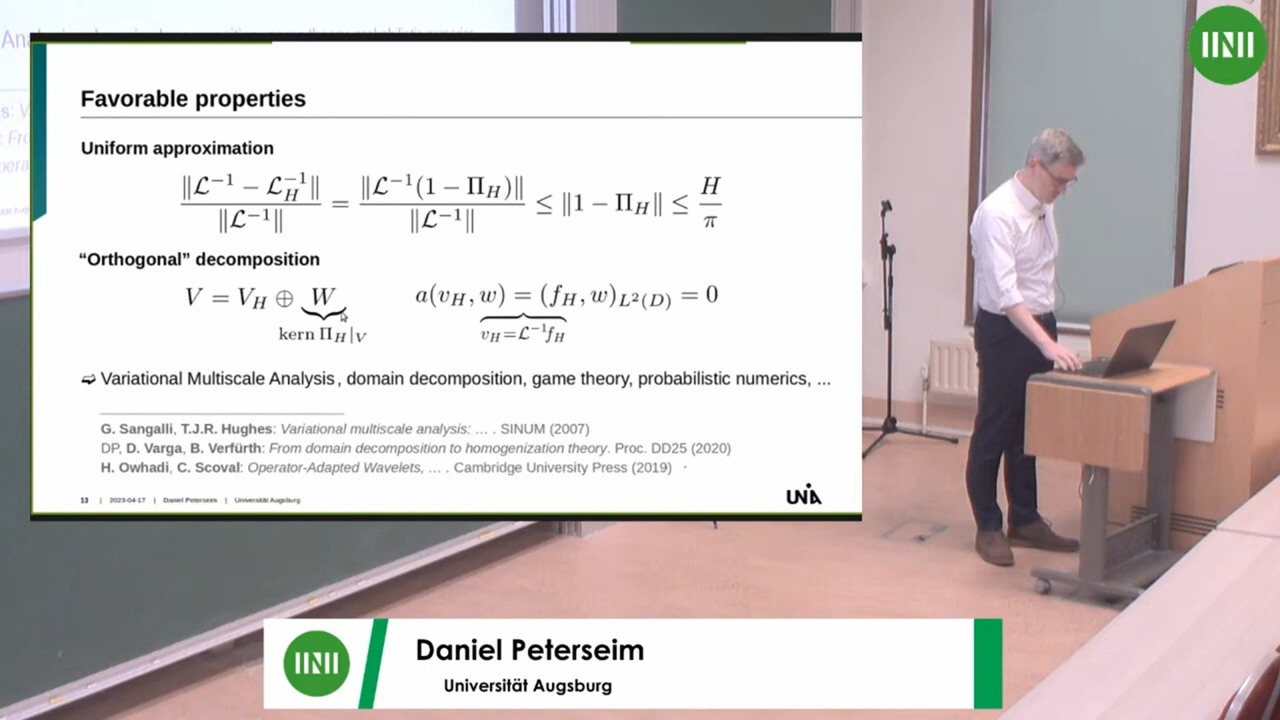 Favorable properties
Uniform approximation
‖ℒ⁻¹ − ℒ_H⁻¹‖ / ‖ℒ⁻¹‖ = ‖ℒ⁻¹(1 − Π_H)‖ / ‖ℒ⁻¹‖ ≤ ‖1 − Π_H‖ ≤ H / π
“Orthogonal” decomposition
V = V_H ⊕ W a(v_H, w) = (f_H, w)_{L²(D)} = 0
kern Π_H|_V v_H=ℒ⁻¹f_H
➫ Variational Multiscale Analysis, domain decomposition, game theory, probabilistic numerics, ...
G. Sangalli, T.J.R. Hughes: Variational multiscale analysis: ... . SINUM (2007)
DP, D. Varga, B. Verfürth: From domain decomposition to homogenization theory. Proc. DD25 (2020)
H. Owhadi, C. Scoval: Operator-Adapted Wavelets, ... . Cambridge University Press (2019)
13 | 2023-04-17 | Daniel Peterseim | Universität Augsburg
UNIA
Daniel Peterseim
Universität Augsburg